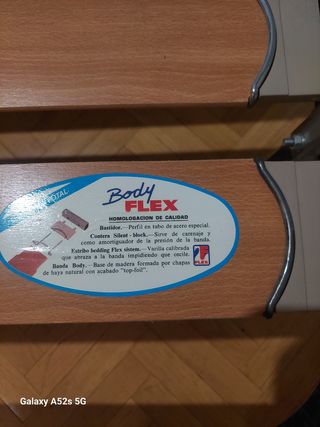 TOTAL
Body
FLEX
HOMOLOGACION DE CALIDAD
Bastidor.—Perfil en tubo de acero especial.
Contera Silent - block.—Sirve de carenaje y
como amortiguador de la presión de la banda.
Estribo bedding Flex sistem.—Varilla calibrada
que abraza a la banda impidiendo que oscile.
Banda Body.—Base de madera formada por chapas
de haya natural con acabado "top-foil".
FLEX
Galaxy A52s 5G